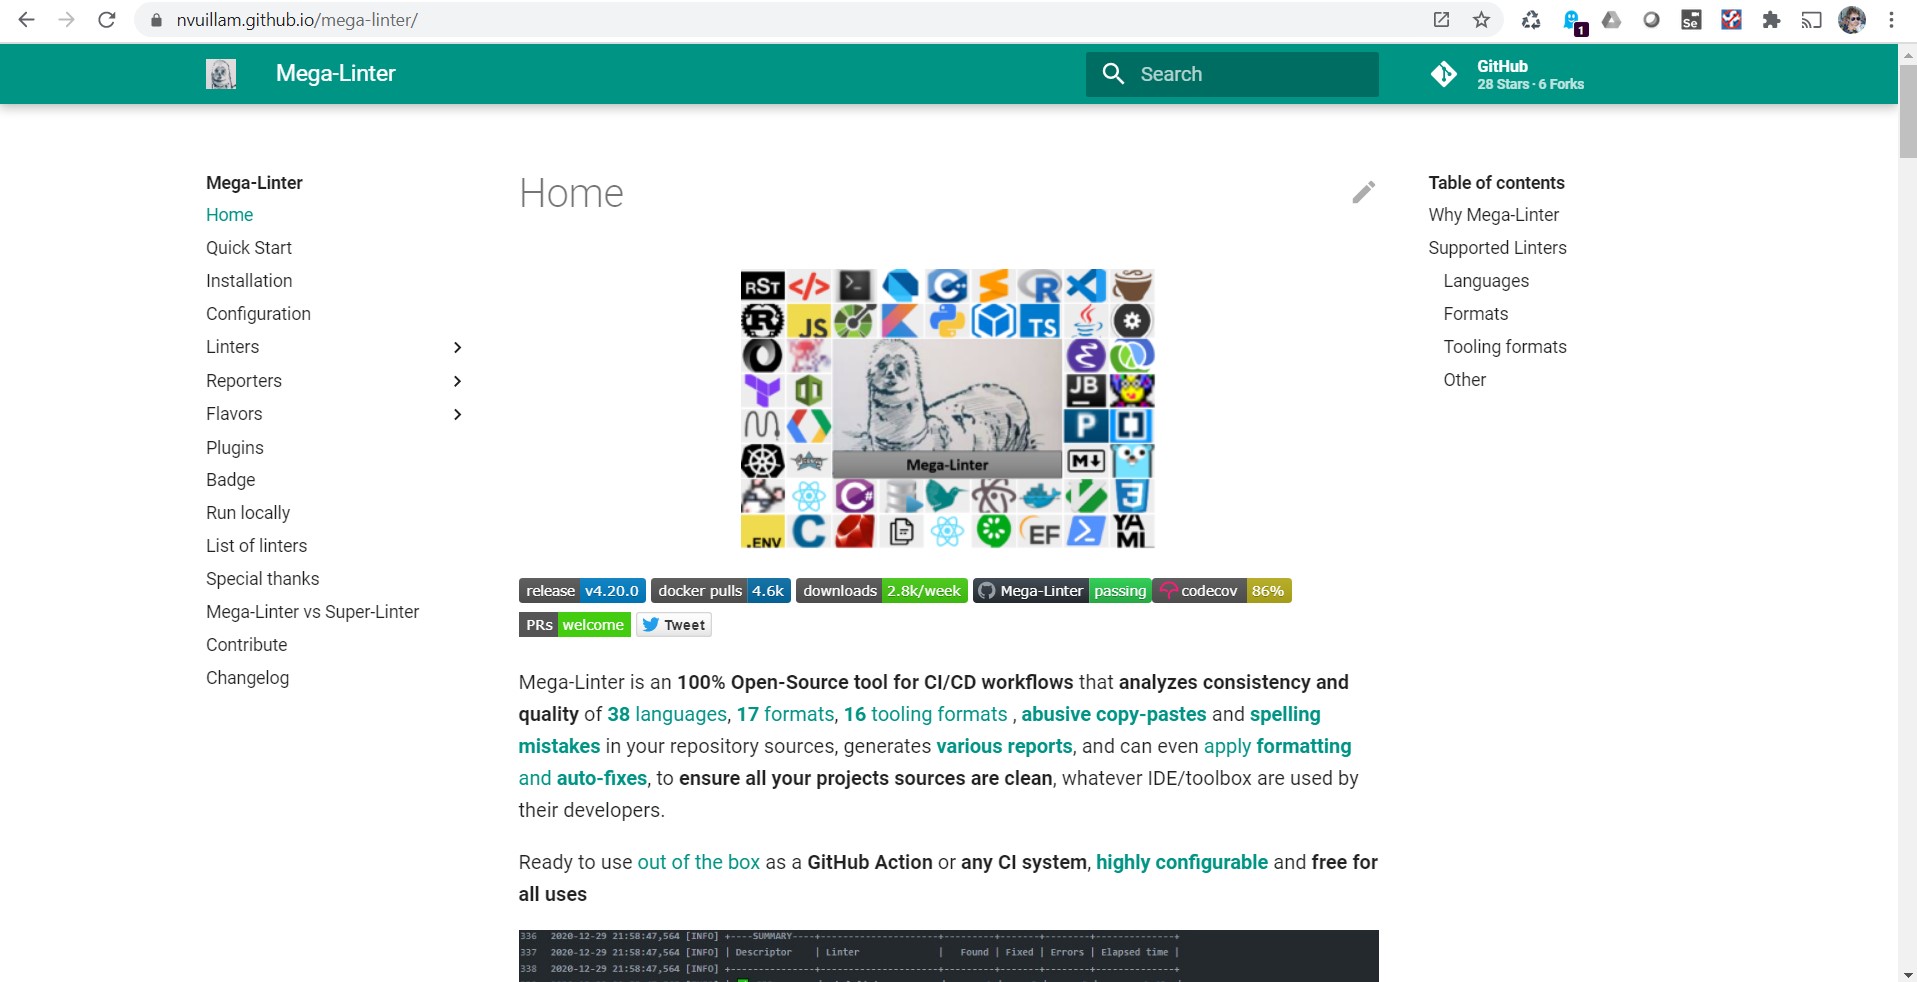 nvuillam.github.io/mega-linter/
Se
1
Mega-Linter
Search
GitHub
28 Stars · 6 Forks
Mega-Linter
Home
Quick Start
Installation
Configuration
Linters
Reporters
Flavors
Plugins
Badge
Run locally
List of linters
Special thanks
Mega-Linter vs Super-Linter
Contribute
Changelog
Home
RST </> C++ R
JS TS
JB
P
Mega-Linter
M
C#
3
.ENV C EF YAML
release v4.20.0 docker pulls 4.6k downloads 2.8k/week Mega-Linter passing codecov 86%
PRs welcome Tweet
Mega-Linter is an 100% Open-Source tool for CI/CD workflows that analyzes consistency and
quality of 38 languages, 17 formats, 16 tooling formats , abusive copy-pastes and spelling
mistakes in your repository sources, generates various reports, and can even apply formatting
and auto-fixes, to ensure all your projects sources are clean, whatever IDE/toolbox are used by
their developers.
Ready to use out of the box as a GitHub Action or any CI system, highly configurable and free for
all uses
336 2020-12-29 21:58:47,564 [INFO] +----SUMMARY----+----------------------+---------+-------+--------+--------------+
337 2020-12-29 21:58:47,564 [INFO] | Descriptor | Linter | Found | Fixed | Errors | Elapsed time |
338 2020-12-29 21:58:47,564 [INFO] +---------------+----------------------+---------+-------+--------+--------------+
Table of contents
Why Mega-Linter
Supported Linters
Languages
Formats
Tooling formats
Other